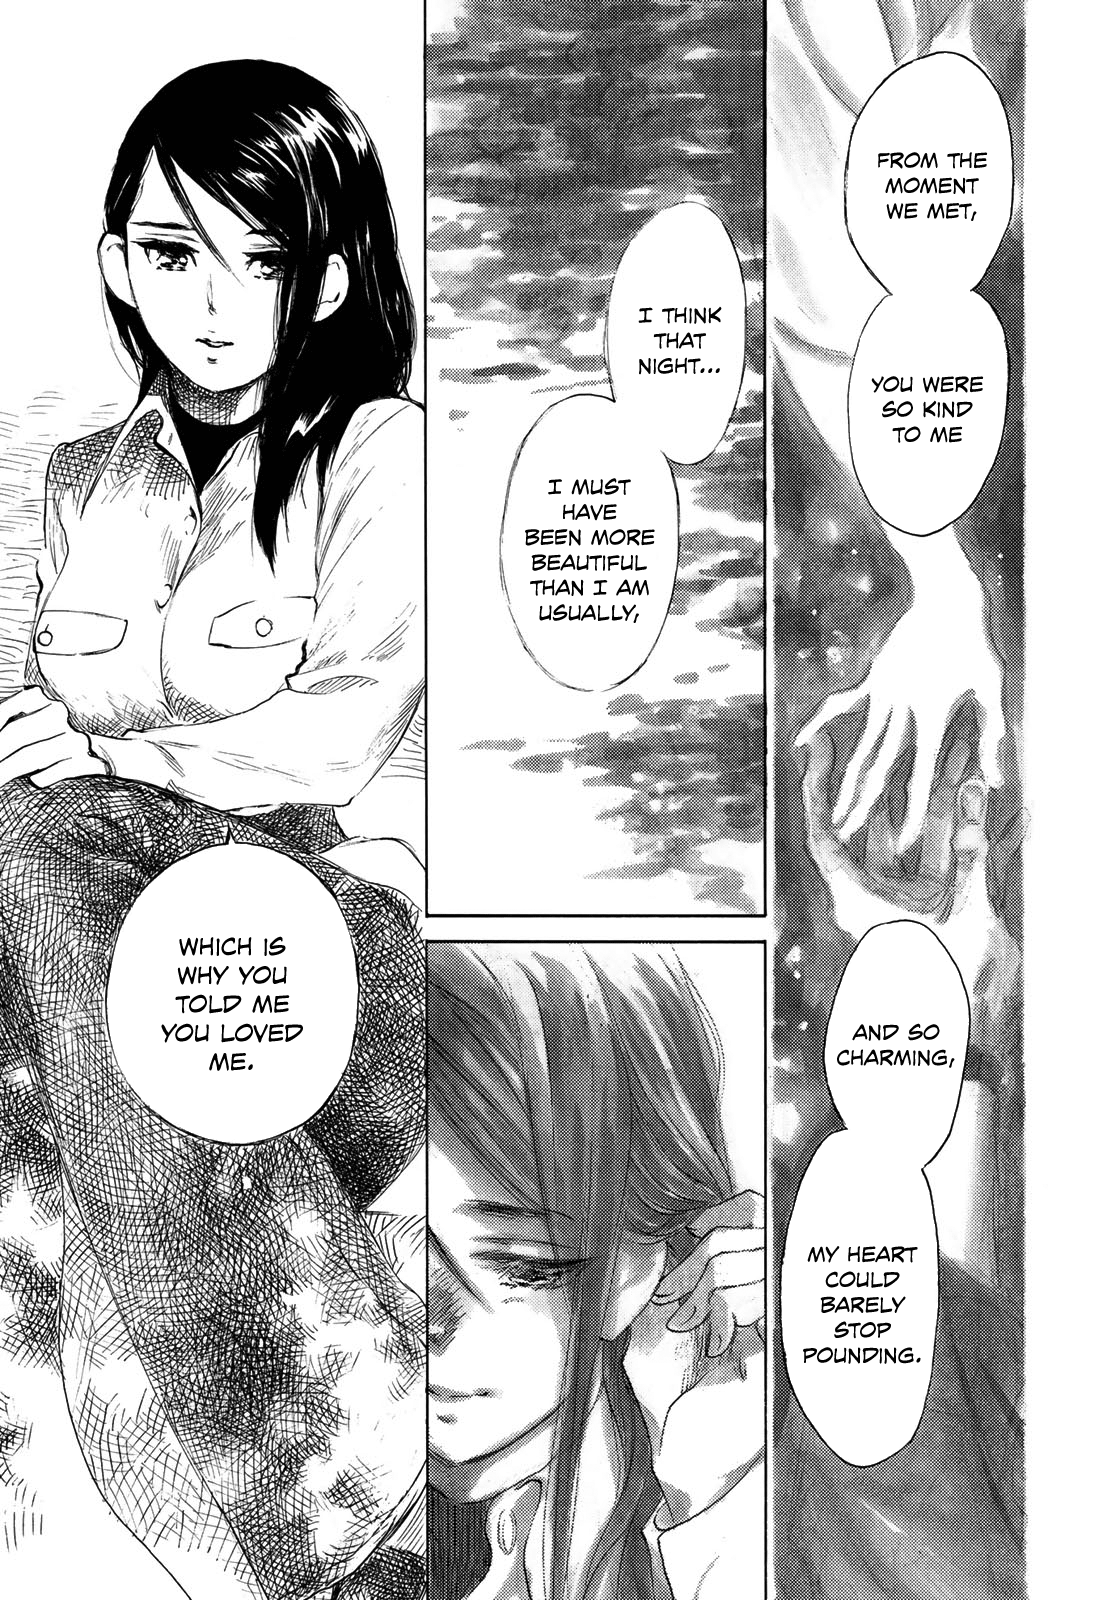 FROM THE
MOMENT
WE MET,
YOU WERE
SO KIND
TO ME
AND SO
CHARMING,
MY HEART
COULD
BARELY
STOP
POUNDING.
I THINK
THAT
NIGHT...
I MUST
HAVE
BEEN MORE
BEAUTIFUL
THAN I AM
USUALLY,
WHICH IS
WHY YOU
TOLD ME
YOU LOVED
ME.